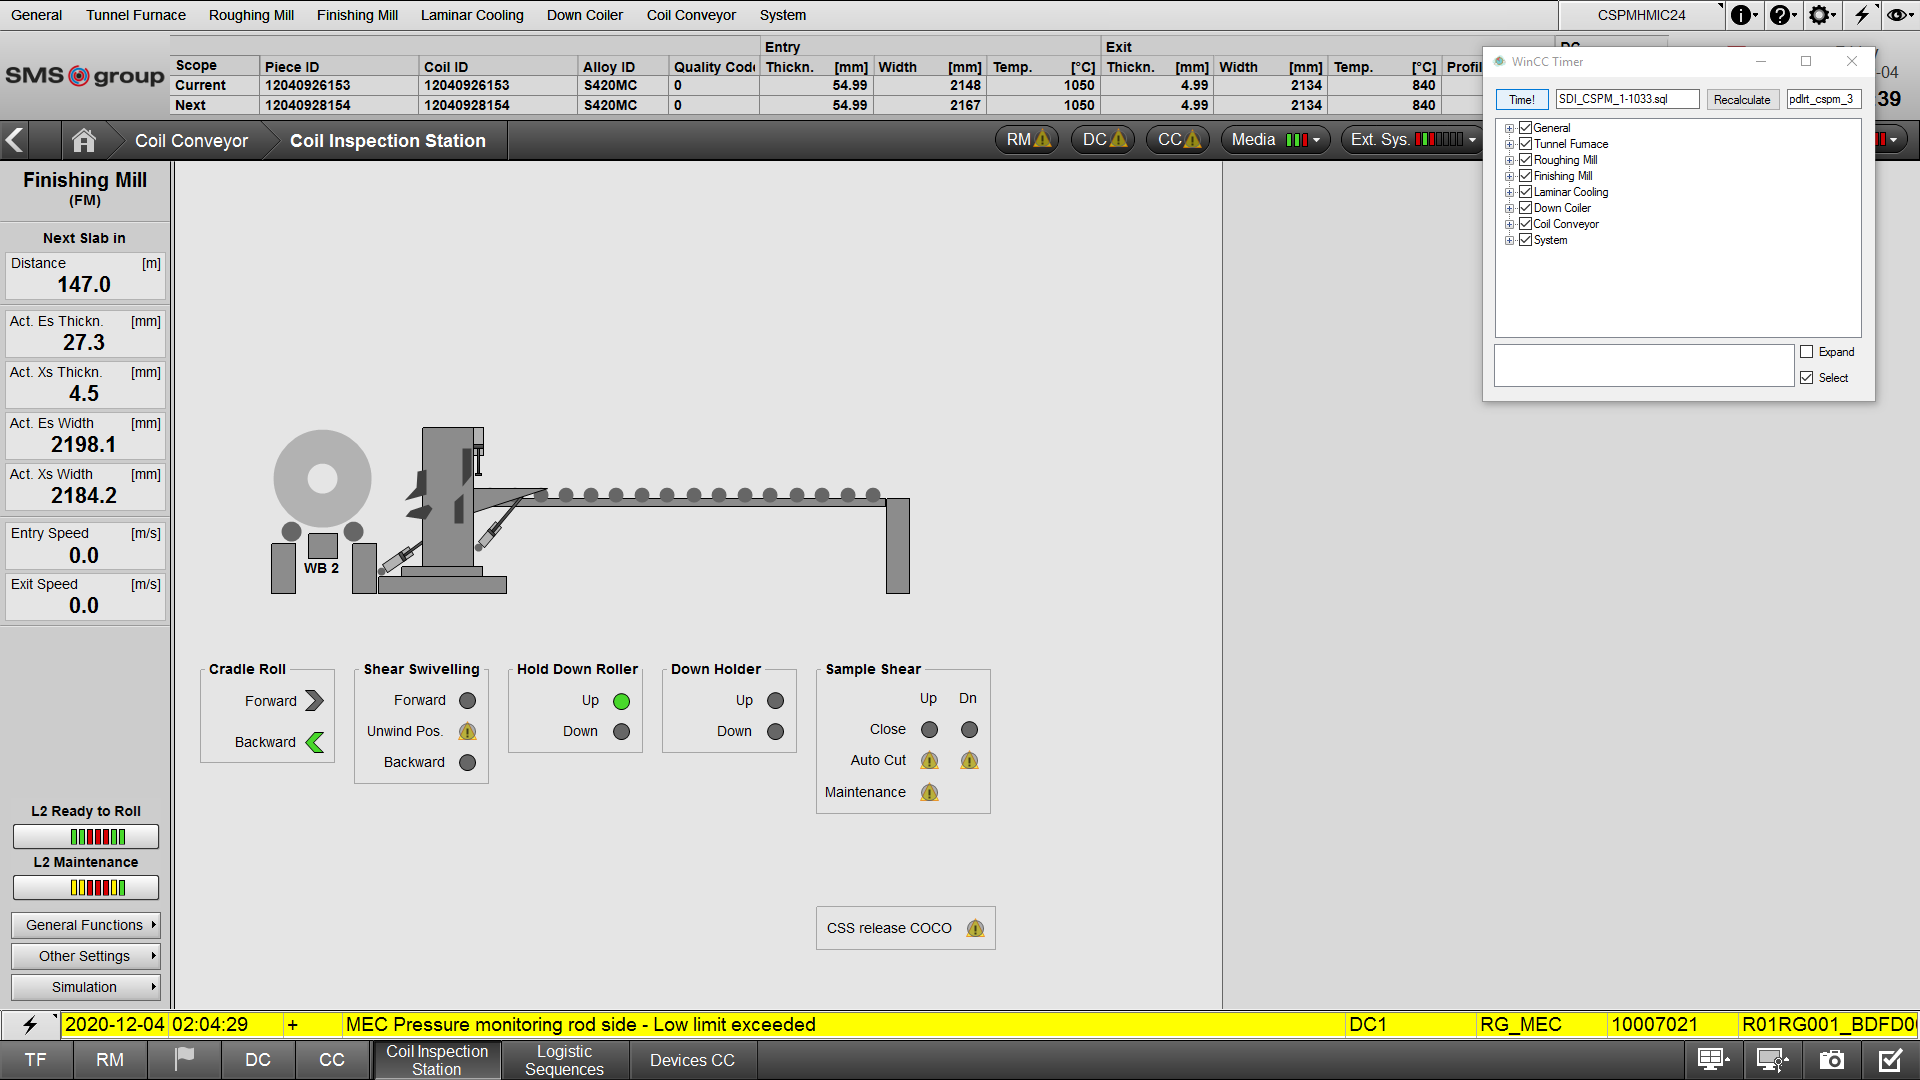 General Tunnel Furnace Roughing Mill Finishing Mill Laminar Cooling Down Coiler Coil Conveyor System CSPMHMIC24
SMS group
Entry Exit
Scope Piece ID Coil ID Alloy ID Quality Code Thickn. [mm] Width [mm] Temp. [°C] Thickn. [mm] Width [mm] Temp. [°C] Profil
Current 12040926153 12040926153 S420MC 0 54.99 2148 1050 4.99 2134 840
Next 12040928154 12040928154 S420MC 0 54.99 2167 1050 4.99 2134 840
-04
39
Coil Conveyor Coil Inspection Station RM DC CC Media Ext. Sys.
WinCC Timer
Time! SDI_CSPM_1-1033.sql Recalculate pdlrt_cspm_3
General
Tunnel Furnace
Roughing Mill
Finishing Mill
Laminar Cooling
Down Coiler
Coil Conveyor
System
Expand
Select
Finishing Mill
(FM)
Next Slab in
Distance [m]
147.0
Act. Es Thickn. [mm]
27.3
Act. Xs Thickn. [mm]
4.5
Act. Es Width [mm]
2198.1
Act. Xs Width [mm]
2184.2
Entry Speed [m/s]
0.0
Exit Speed [m/s]
0.0
L2 Ready to Roll
L2 Maintenance
General Functions
Other Settings
Simulation
WB 2
Cradle Roll
Forward
Backward
Shear Swivelling
Forward
Unwind Pos.
Backward
Hold Down Roller
Up
Down
Down Holder
Up
Down
Sample Shear
Up Dn
Close
Auto Cut
Maintenance
CSS release COCO
2020-12-04 02:04:29 + MEC Pressure monitoring rod side - Low limit exceeded DC1 RG_MEC 10007021 R01RG001_BDFD0
TF RM DC CC Coil Inspection Station Logistic Sequences Devices CC